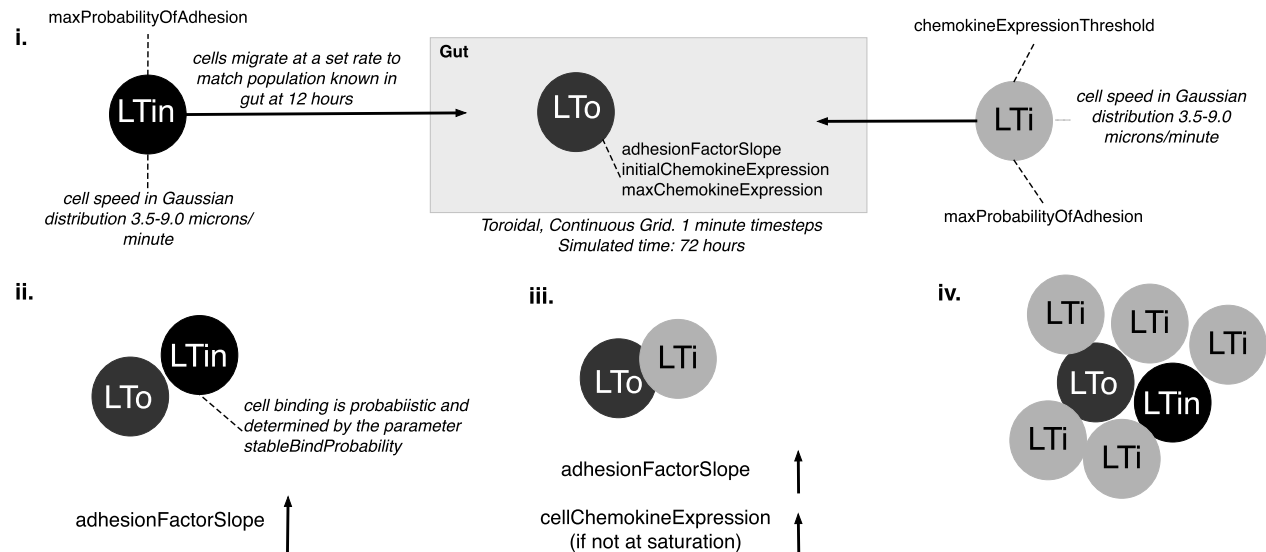 i.
maxProbabilityOfAdhesion
LTin
cell speed in Gaussian
distribution 3.5-9.0 microns/
minute
cells migrate at a set rate to
match population known in
gut at 12 hours
Gut
LTo
adhesionFactorSlope
initialChemokineExpression
maxChemokineExpression
Toroidal, Continuous Grid. 1 minute timesteps
Simulated time: 72 hours
chemokineExpressionThreshold
LTi
cell speed in Gaussian
distribution 3.5-9.0
microns/minute
maxProbabilityOfAdhesion
ii.
LTo
LTin
cell binding is probabiistic and
determined by the parameter
stableBindProbability
adhesionFactorSlope
iii.
LTo
LTi
adhesionFactorSlope
cellChemokineExpression
(if not at saturation)
iv.
LTi
LTi
LTi
LTo
LTin
LTi
LTi